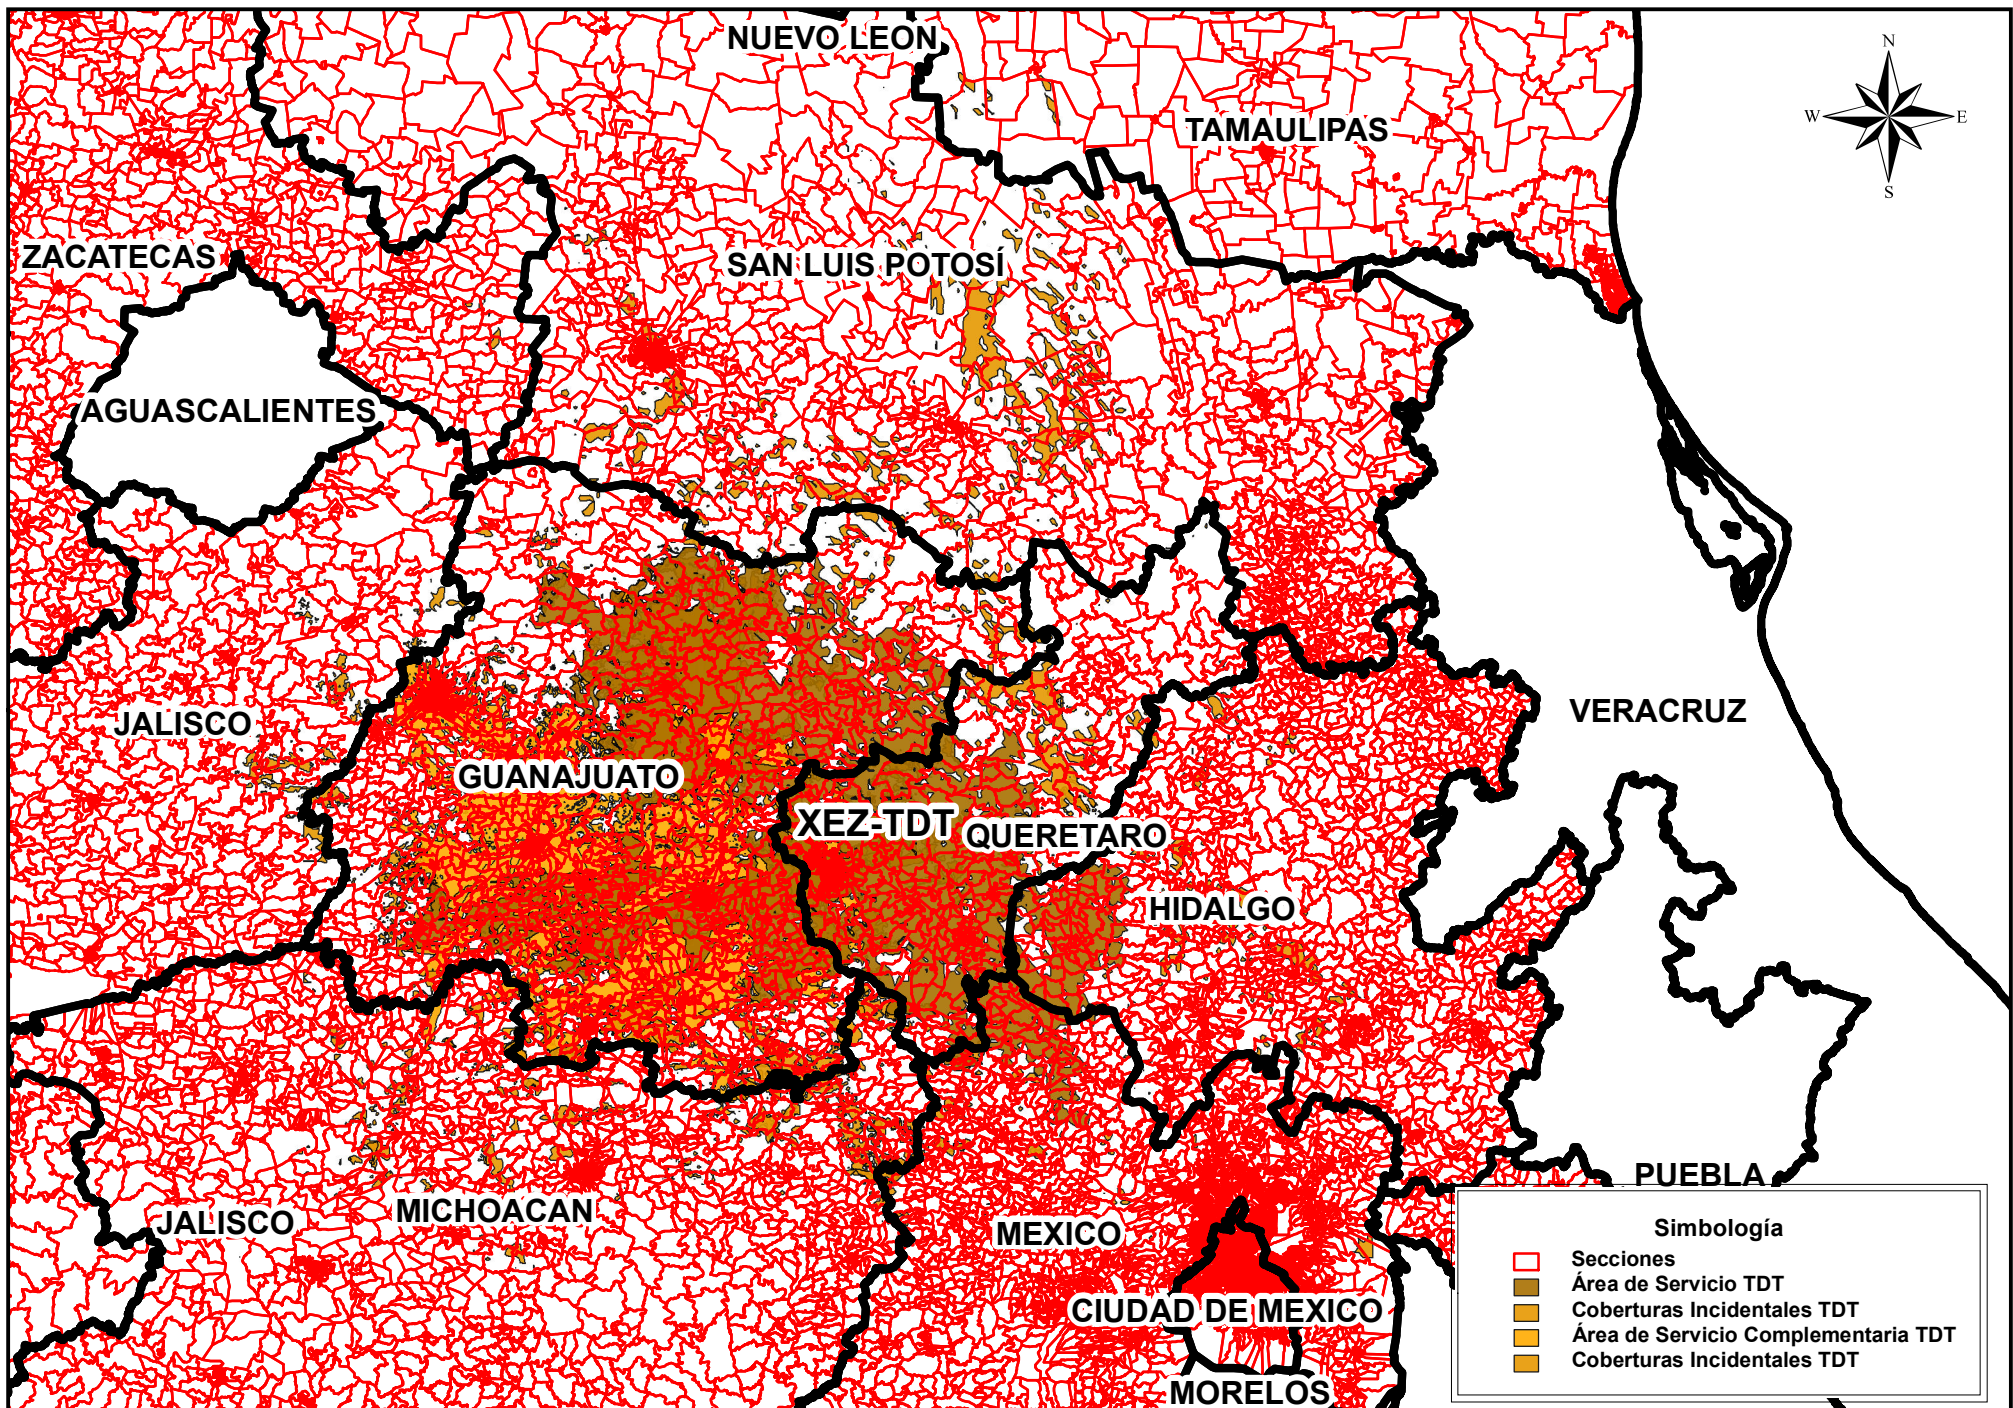 NUEVO LEON
N
W
E
S
TAMAULIPAS
ZACATECAS
SAN LUIS POTOSÍ
AGUASCALIENTES
JALISCO
VERACRUZ
GUANAJUATO
XEZ-TDT
QUERETARO
HIDALGO
PUEBLA
JALISCO
MICHOACAN
MEXICO
CIUDAD DE MEXICO
MORELOS
Simbología
Secciones
Área de Servicio TDT
Coberturas Incidentales TDT
Área de Servicio Complementaria TDT
Coberturas Incidentales TDT